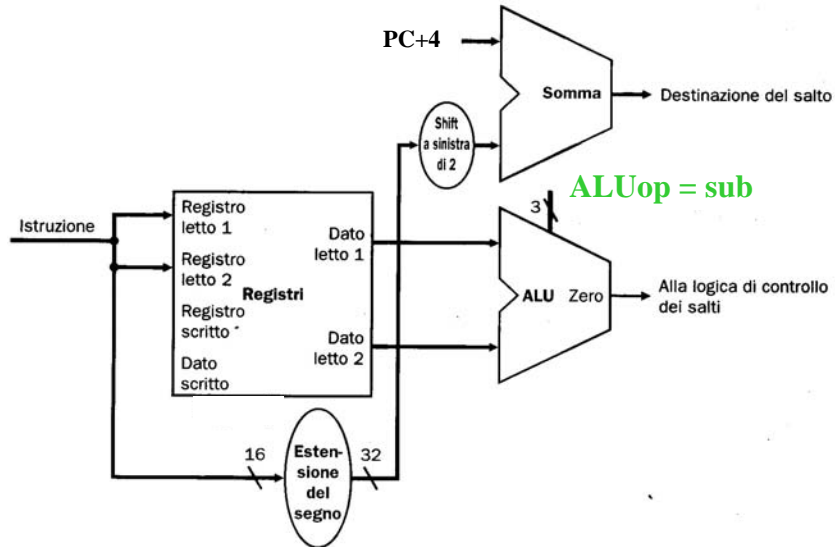 PC+4
Somma
Destinazione del salto
Shift
a sinistra
di 2
ALUop = sub
3
Istruzione
Registro
letto 1
Registro
letto 2
Registri
Registro
scritto
Dato
scritto
Dato
letto 1
Dato
letto 2
ALU Zero
Alla logica di controllo
dei salti
16
Esten-
sione
del
segno
32